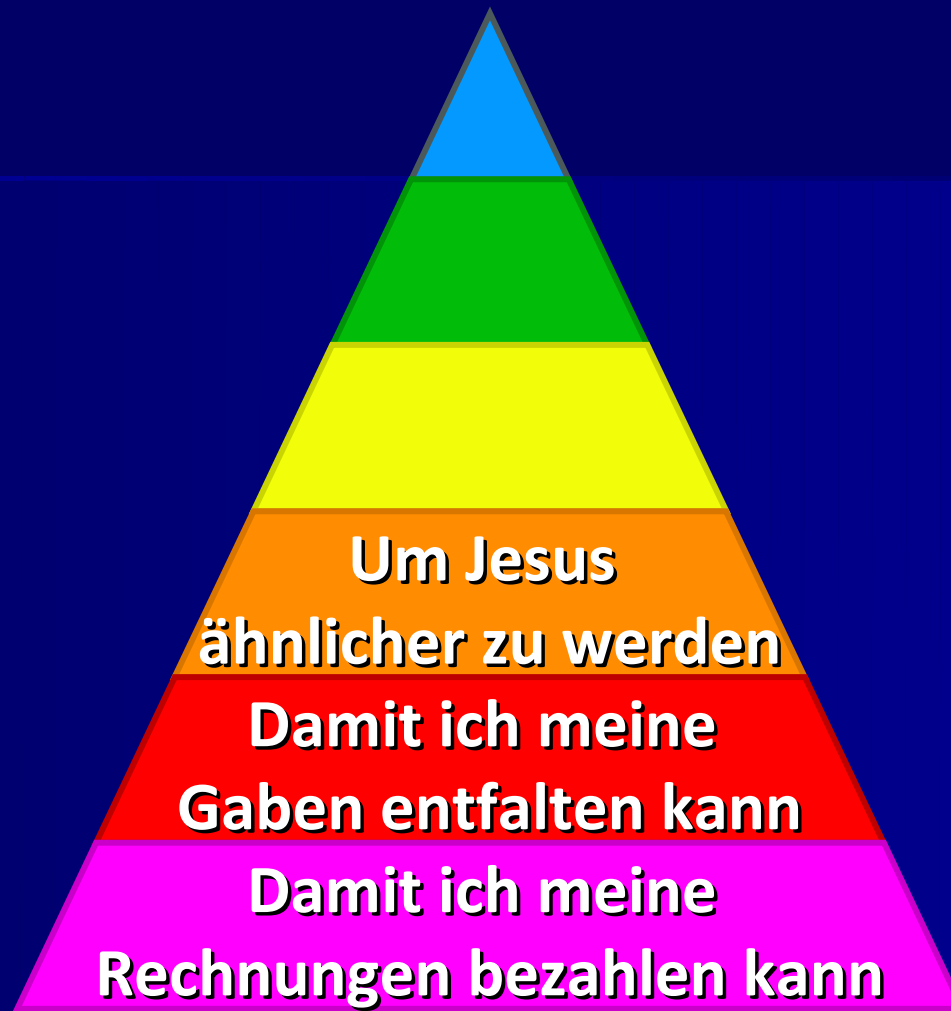 Um Jesus
ähnlicher zu werden
Damit ich meine
Gaben entfalten kann
Damit ich meine
Rechnungen bezahlen kann